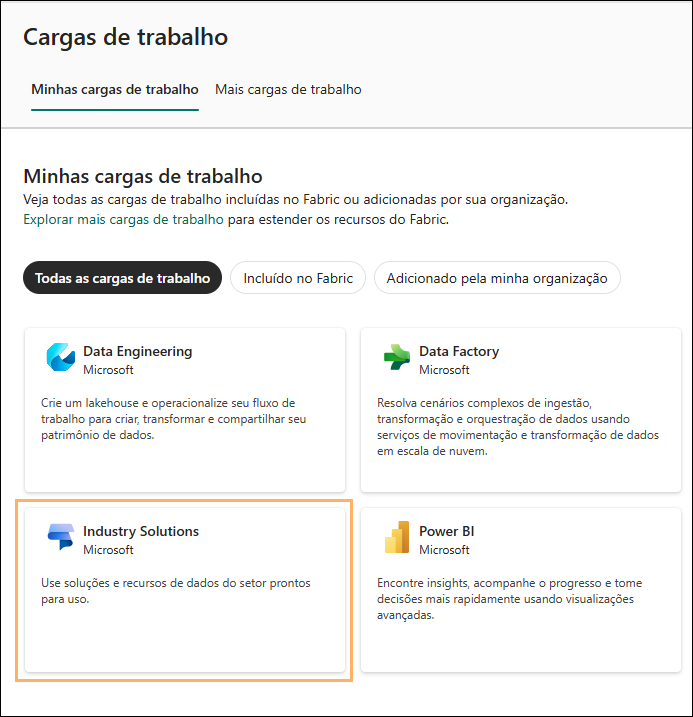 Cargas de trabalho
Minhas cargas de trabalho
Mais cargas de trabalho
Minhas cargas de trabalho
Veja todas as cargas de trabalho incluídas no Fabric ou adicionadas por sua organização.
Explorar mais cargas de trabalho para estender os recursos do Fabric.
Todas as cargas de trabalho
Incluído no Fabric
Adicionado pela minha organização
Data Engineering
Microsoft
Crie um lakehouse e operacionalize seu fluxo de
trabalho para criar, transformar e compartilhar seu
patrimônio de dados.
Data Factory
Microsoft
Resolva cenários complexos de ingestão,
transformação e orquestração de dados usando
serviços de movimentação e transformação de dados
em escala de nuvem.
Industry Solutions
Microsoft
Use soluções e recursos de dados do setor prontos
para uso.
Power BI
Microsoft
Encontre insights, acompanhe o progresso e tome
decisões mais rapidamente usando visualizações
avançadas.